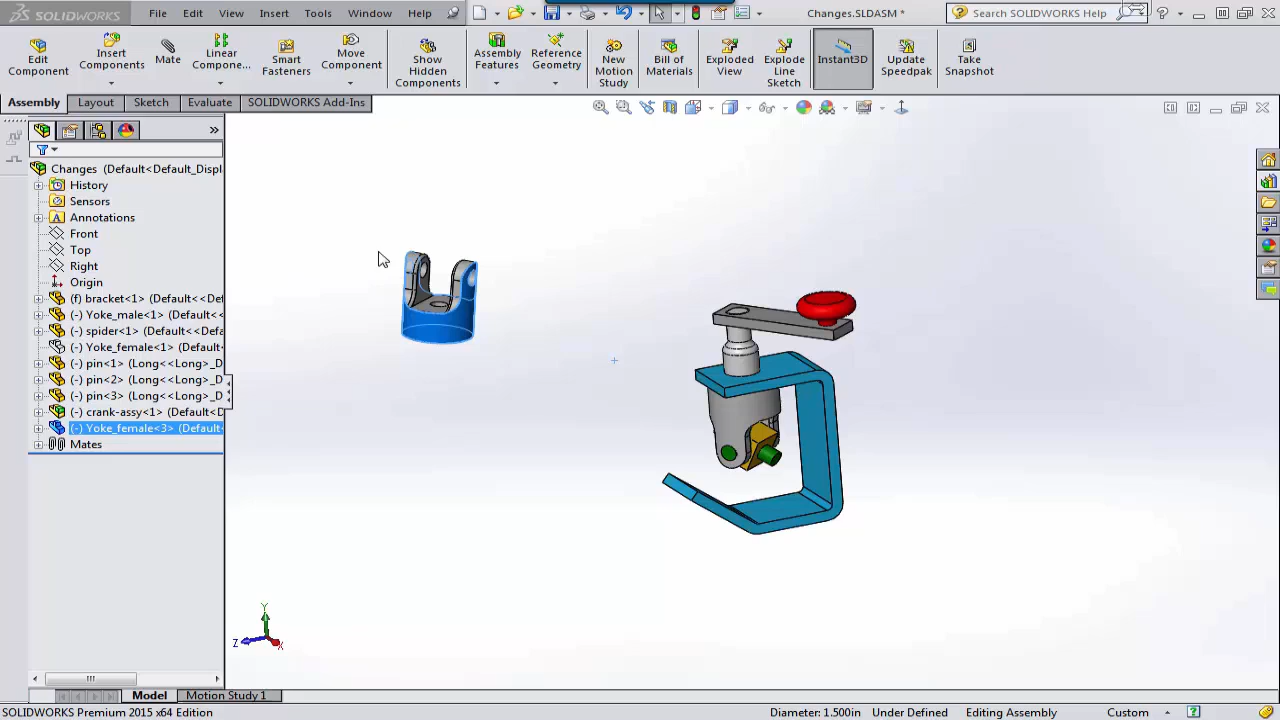 SOLIDWORKS File Edit View Insert Tools Window Help Changes.SLDASM * Search SOLIDWORKS Help
Edit Component
Insert Components
Mate
Linear Compone...
Smart Fasteners
Move Component
Show Hidden Components
Assembly Features
Reference Geometry
New Motion Study
Bill of Materials
Exploded View
Explode Line Sketch
Instant3D
Update Speedpak
Take Snapshot
Assembly Layout Sketch Evaluate SOLIDWORKS Add-Ins
Changes (Default<Default_Displ
History
Sensors
Annotations
Front
Top
Right
Origin
(f) bracket<1> (Default<<Def
(-) Yoke_male<1> (Default<<
(-) spider<1> (Default<<Defa
(-) Yoke_female<1> (Default<
(-) pin<1> (Long<<Long>_D
(-) pin<2> (Long<<Long>_D
(-) pin<3> (Long<<Long>_D
(-) crank-assy<1> (Default<D
(-) Yoke_female<3> (Default<
Mates
Y
Z X
Model Motion Study 1
SOLIDWORKS Premium 2015 x64 Edition Diameter: 1.500in Under Defined Editing Assembly Custom